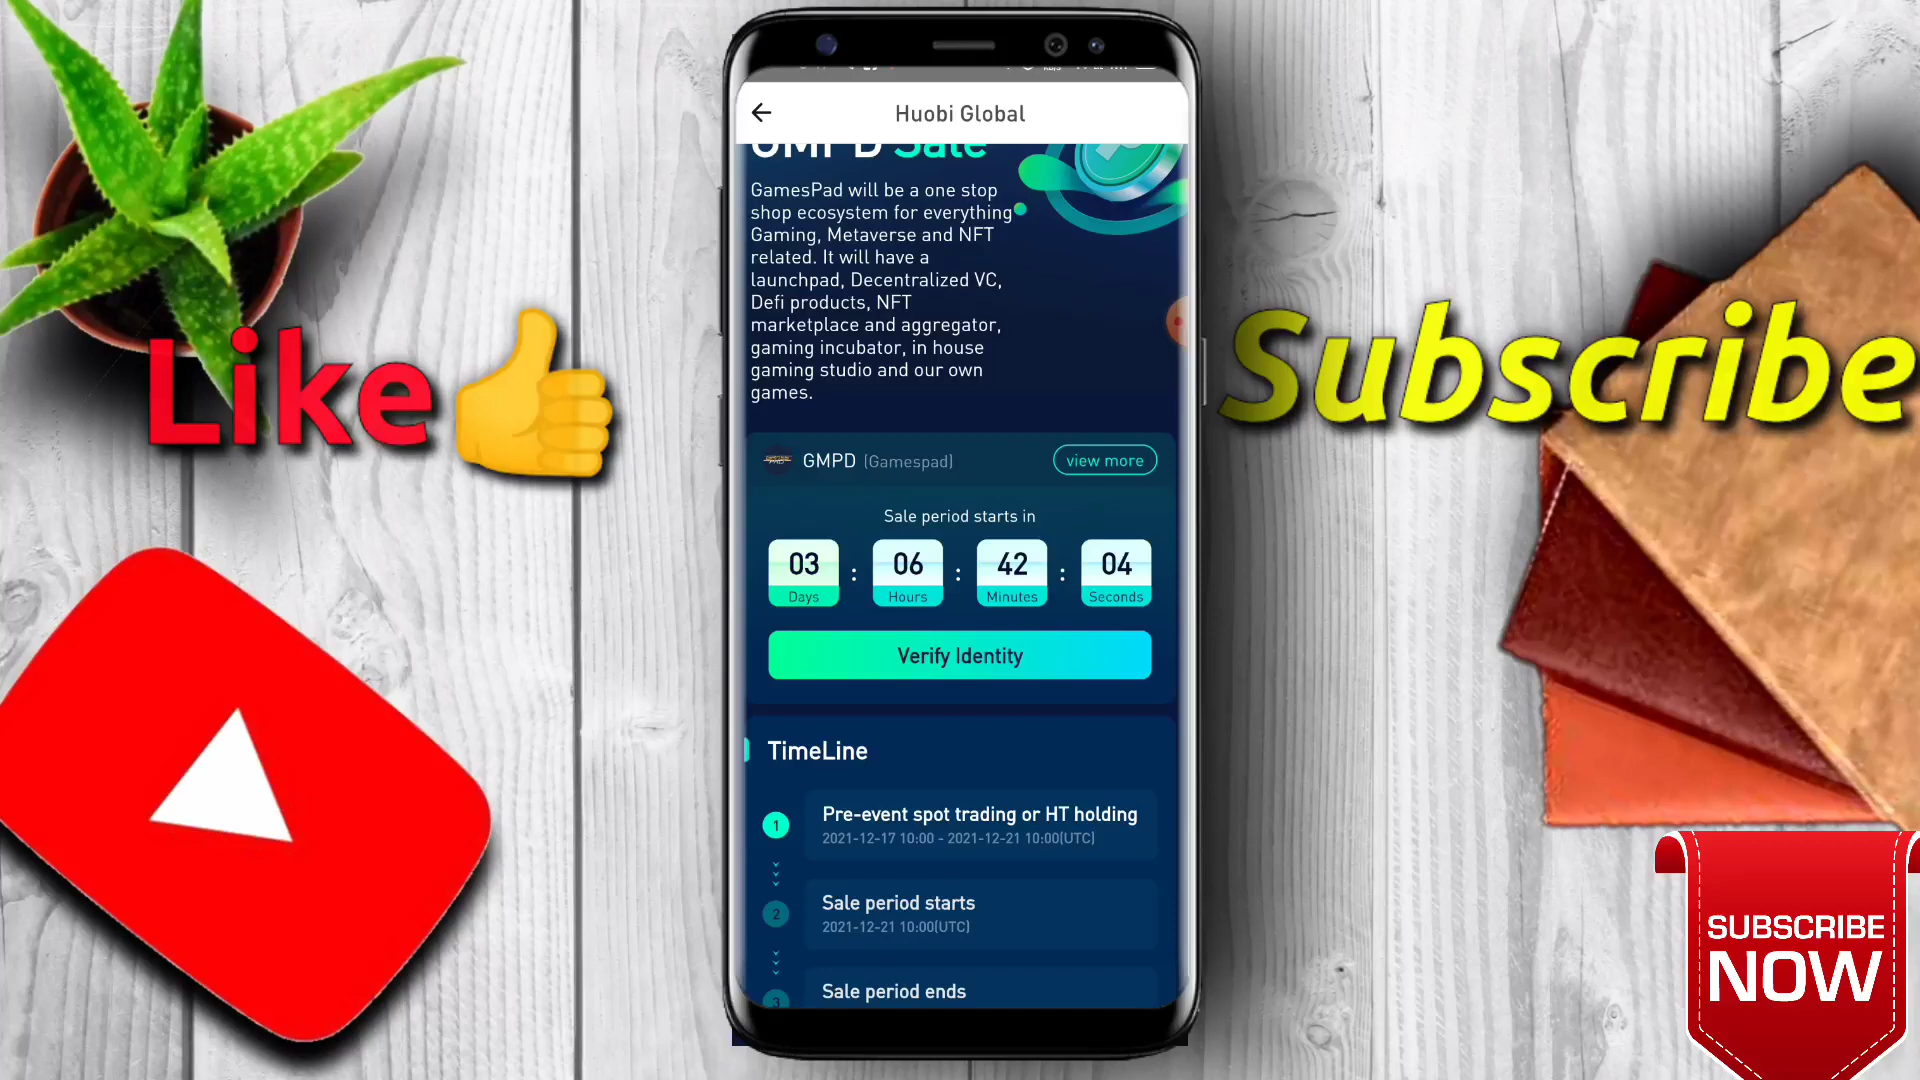 Huobi Global
GMPD Sale
GamesPad will be a one stop
shop ecosystem for everything
Gaming, Metaverse and NFT
related. It will have a
launchpad, Decentralized VC,
Defi products, NFT
marketplace and aggregator,
gaming incubator, in house
gaming studio and our own
games.
GMPD (Gamespad)
view more
Sale period starts in
03 : 06 : 42 : 04
Days Hours Minutes Seconds
Verify Identity
TimeLine
1
Pre-event spot trading or HT holding
2021-12-17 10:00 - 2021-12-21 10:00(UTC)
2
Sale period starts
2021-12-21 10:00(UTC)
3
Sale period ends
Like
Subscribe
SUBSCRIBE
NOW